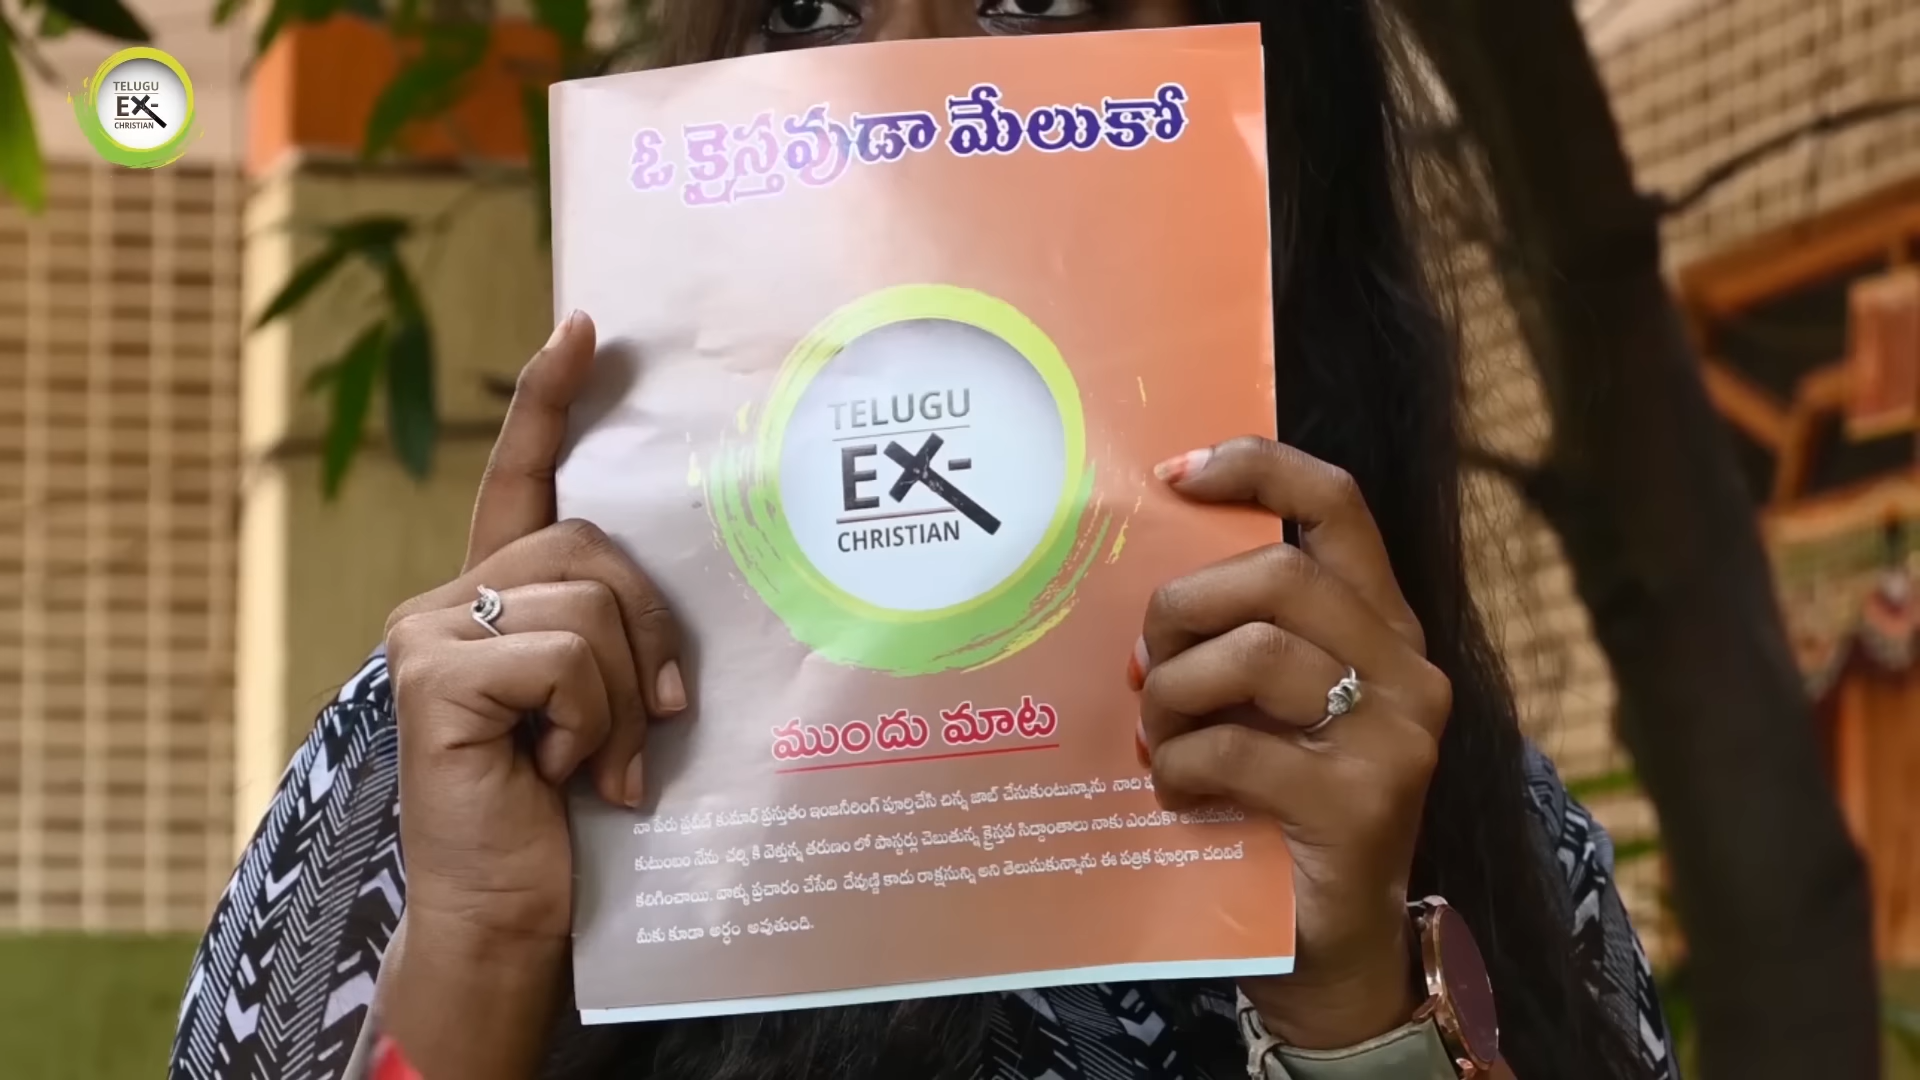 TELUGU
EX-
CHRISTIAN
ఓ క్రైస్తవుడా మేలుకో
TELUGU
EX-
CHRISTIAN
ముందు మాట
నా పేరు ప్రవీణ్ కుమార్ ప్రస్తుతం ఇంజనీరింగ్ పూర్తిచేసి చిన్న జాబ్ చేసుకుంటున్నాను నాది
కుటుంబం నేను చర్చి కి వెళ్తున్న తరుణం లో పాస్టర్లు చెబుతున్న క్రైస్తవ సిద్దాంతాలు నాకు ఎందుకో అనుమానం
కలిగించాయి. వాళ్ళు ప్రచారం చేసేది దేవుణ్ణి కాదు రాక్షసున్ని అని తెలుసుకున్నాను ఈ పత్రిక పూర్తిగా చదివితే
మీకు కూడా అర్థం అవుతుంది.